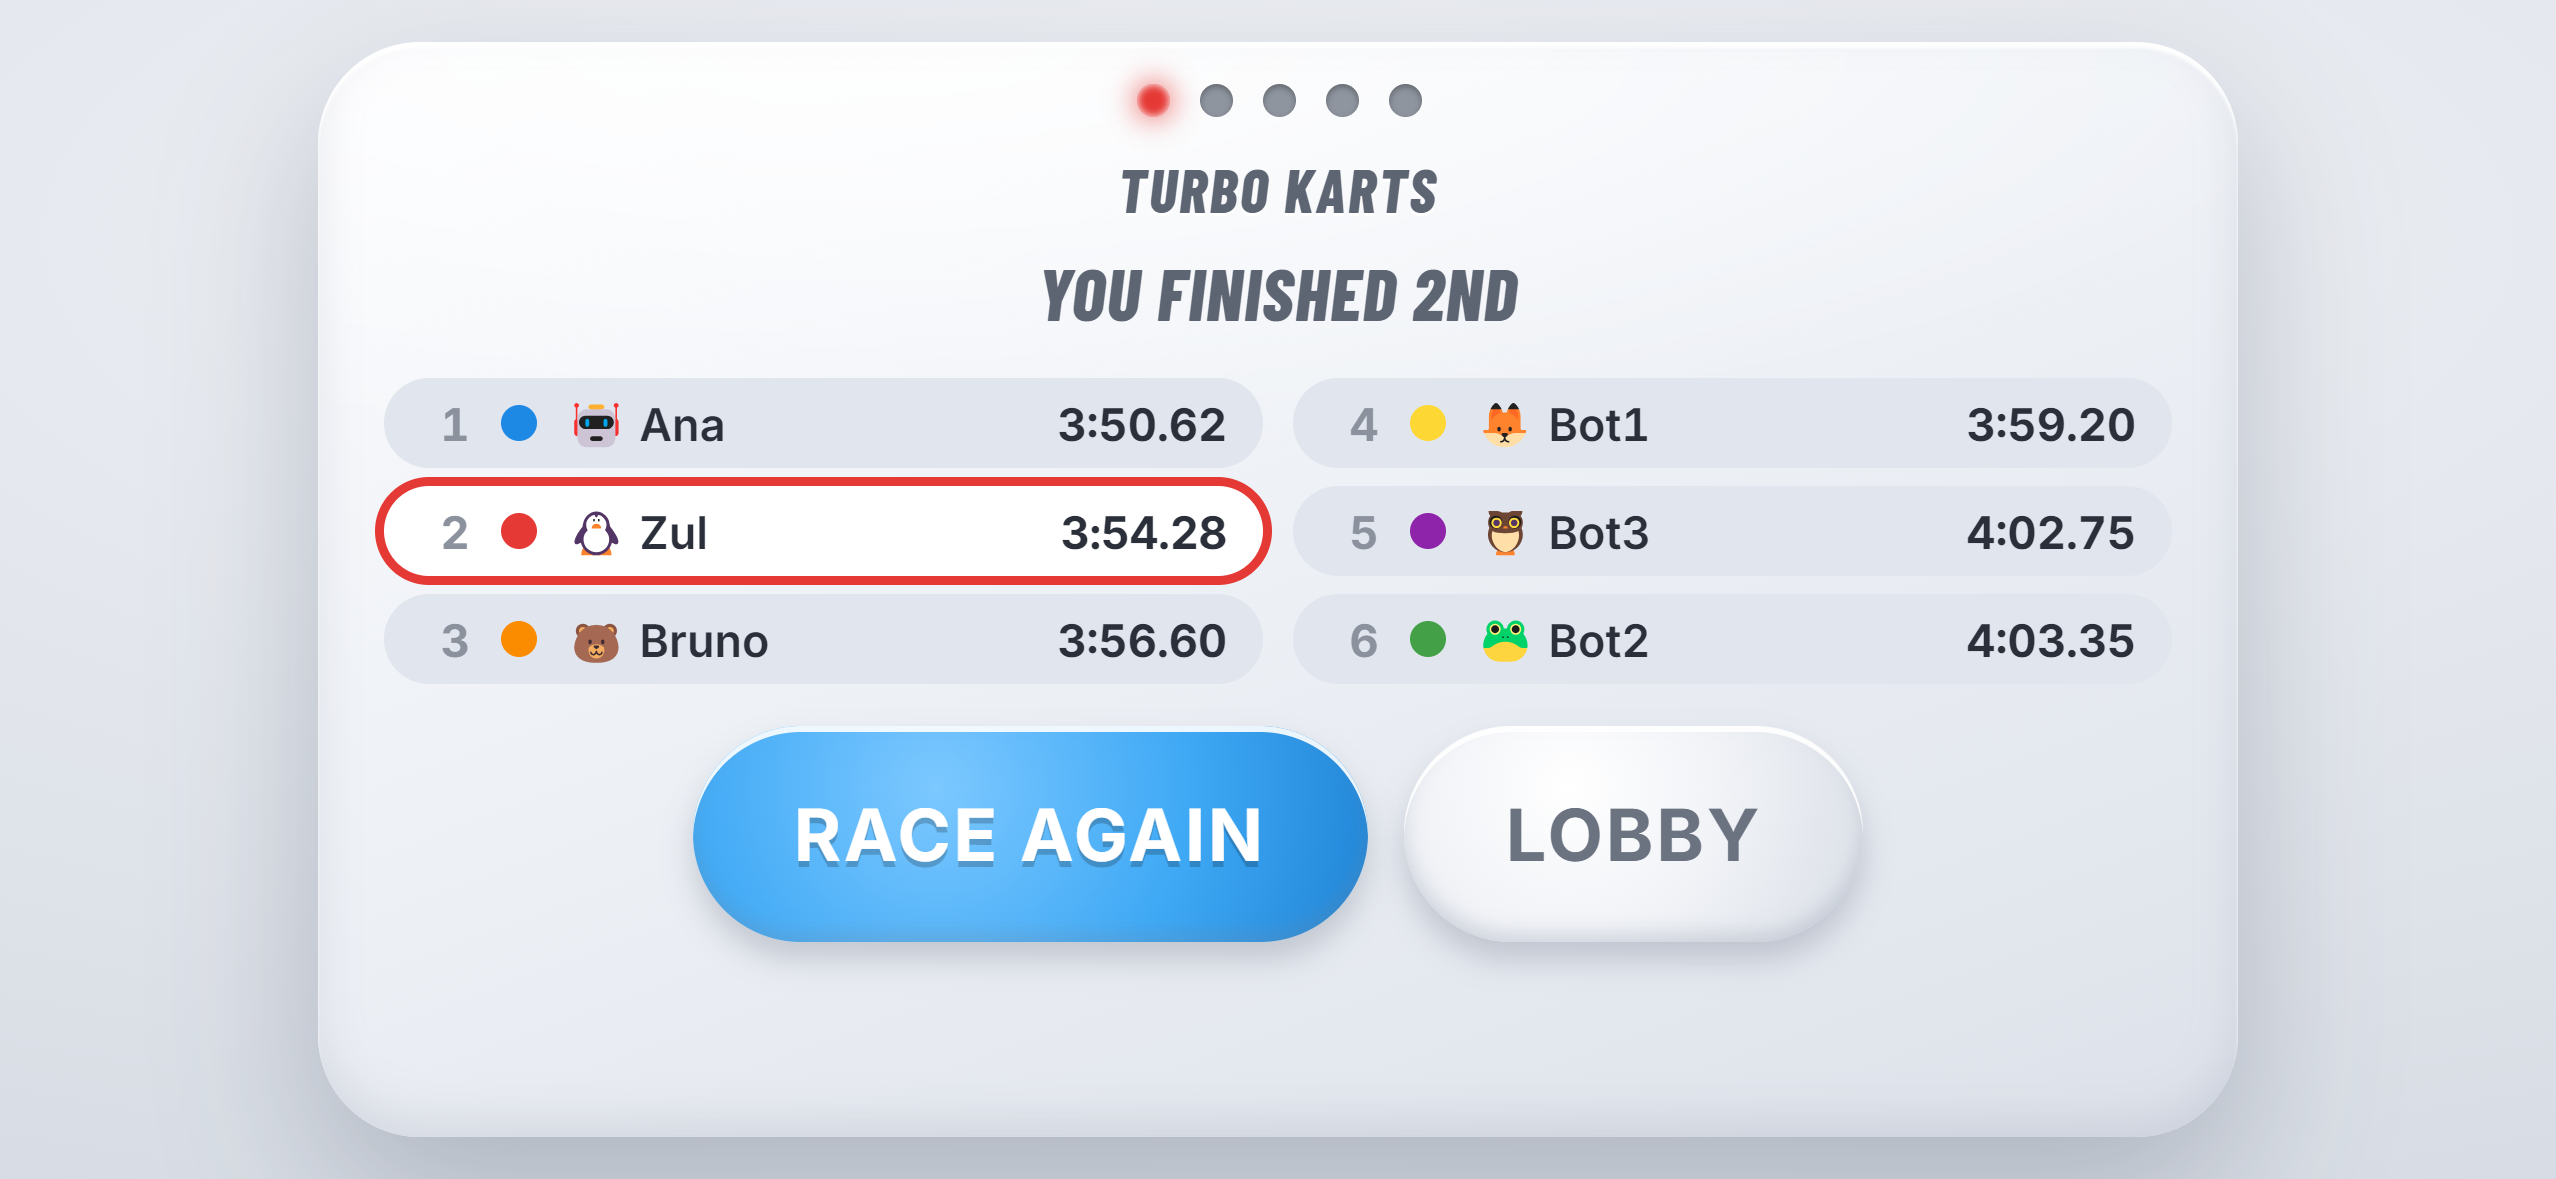 TURBO KARTS
YOU FINISHED 2ND
1 Ana 3:50.62
2 Zul 3:54.28
3 Bruno 3:56.60
4 Bot1 3:59.20
5 Bot3 4:02.75
6 Bot2 4:03.35
RACE AGAIN
LOBBY